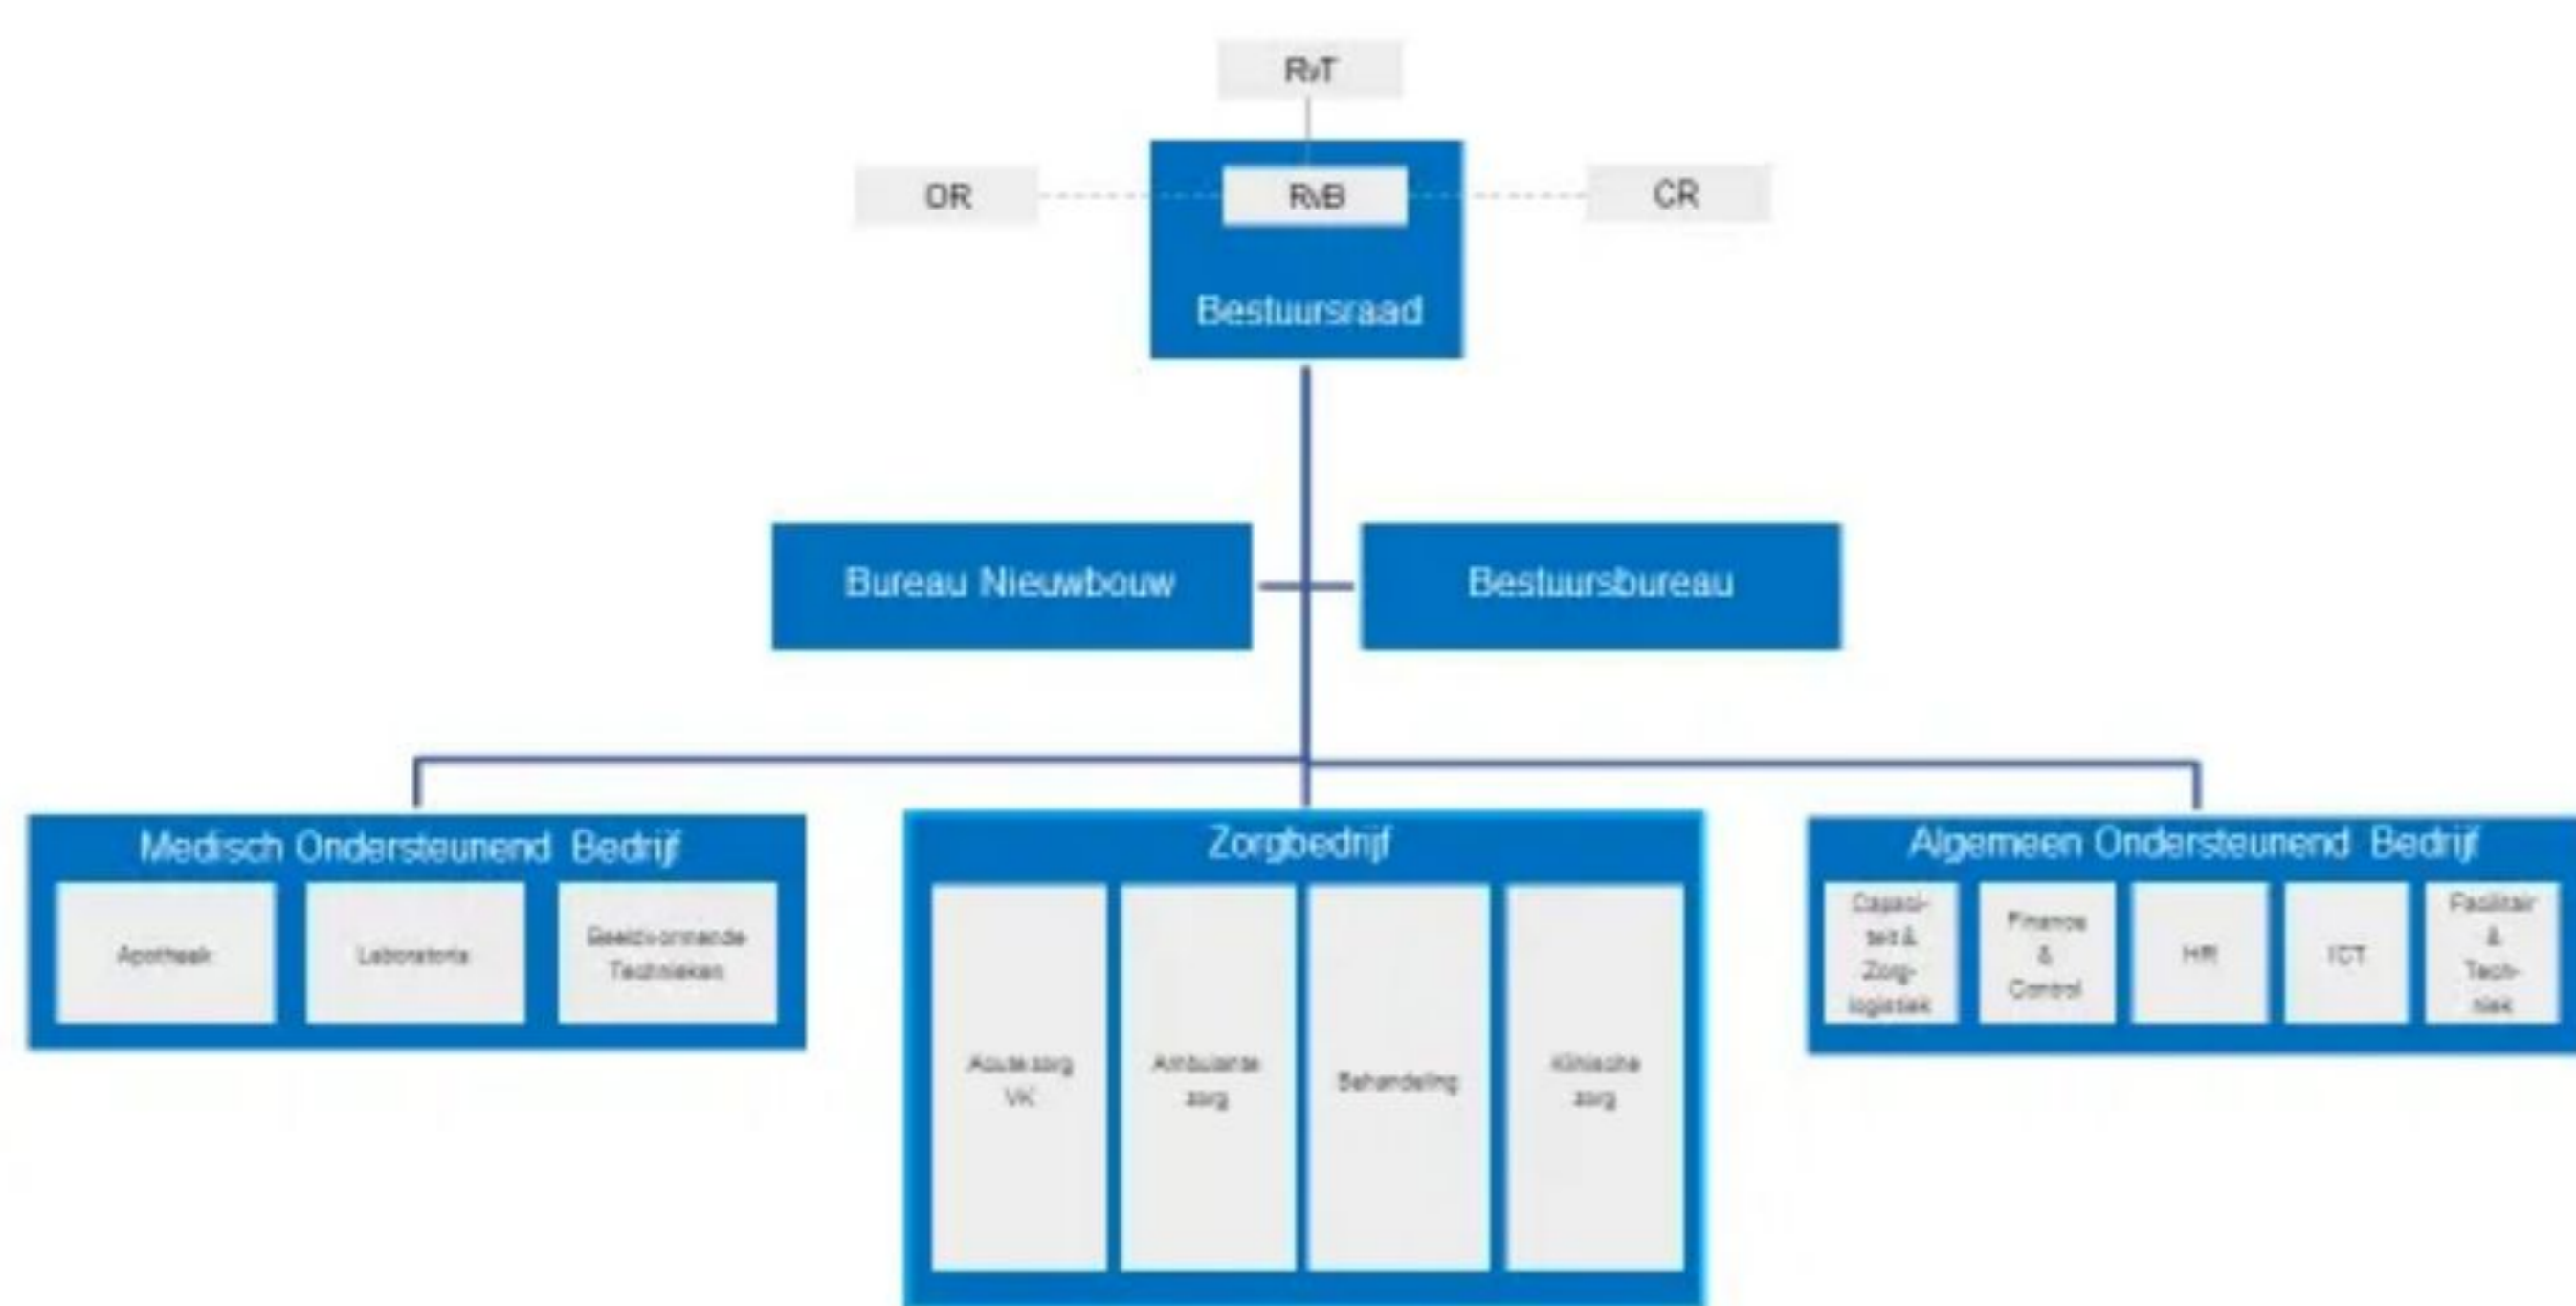 RvT
OR
RvB
CR
Bestuursraad
Bureau Nieuwbouw
Bestuursbureau
Medisch Ondersteunend Bedrijf
Apotheek
Laboratoria
Beeldvormende
Technieken
Zorgbedrijf
Acute zorg
VK
Ambulante
zorg
Behandeling
Klinische
zorg
Algemeen Ondersteunend Bedrijf
Capaci-
teit &
Zorg-
logistiek
Finance
&
Control
HR
ICT
Facilitair
&
Tech-
niek